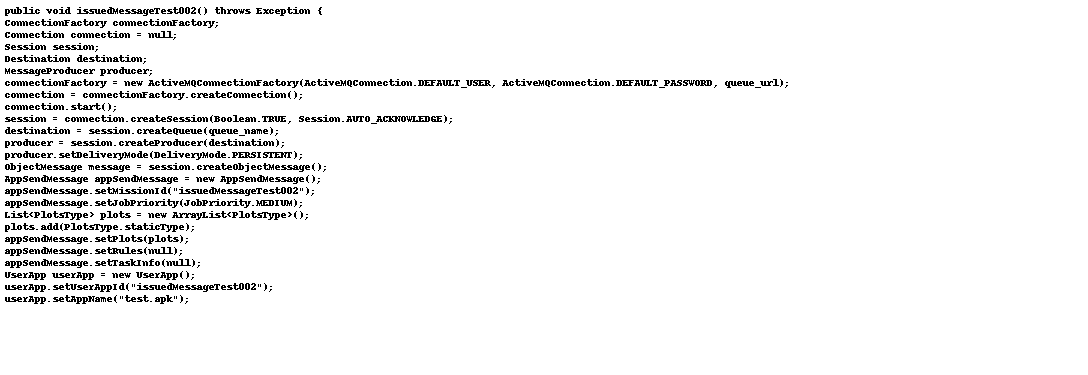 public void issuedMessageTest002() throws Exception {
ConnectionFactory connectionFactory;
Connection connection = null;
Session session;
Destination destination;
MessageProducer producer;
connectionFactory = new ActiveMQConnectionFactory(ActiveMQConnection.DEFAULT_USER, ActiveMQConnection.DEFAULT_PASSWORD, queue_url);
connection = connectionFactory.createConnection();
connection.start();
session = connection.createSession(Boolean.TRUE, Session.AUTO_ACKNOWLEDGE);
destination = session.createQueue(queue_name);
producer = session.createProducer(destination);
producer.setDeliveryMode(DeliveryMode.PERSISTENT);
ObjectMessage message = session.createObjectMessage();
AppSendMessage appSendMessage = new AppSendMessage();
appSendMessage.setMissionId("issuedMessageTest002");
appSendMessage.setJobPriority(JobPriority.MEDIUM);
List<PlotsType> plots = new ArrayList<PlotsType>();
plots.add(PlotsType.staticType);
appSendMessage.setPlots(plots);
appSendMessage.setRules(null);
appSendMessage.setTaskInfo(null);
UserApp userApp = new UserApp();
userApp.setUserAppId("issuedMessageTest002");
userApp.setAppName("test.apk");